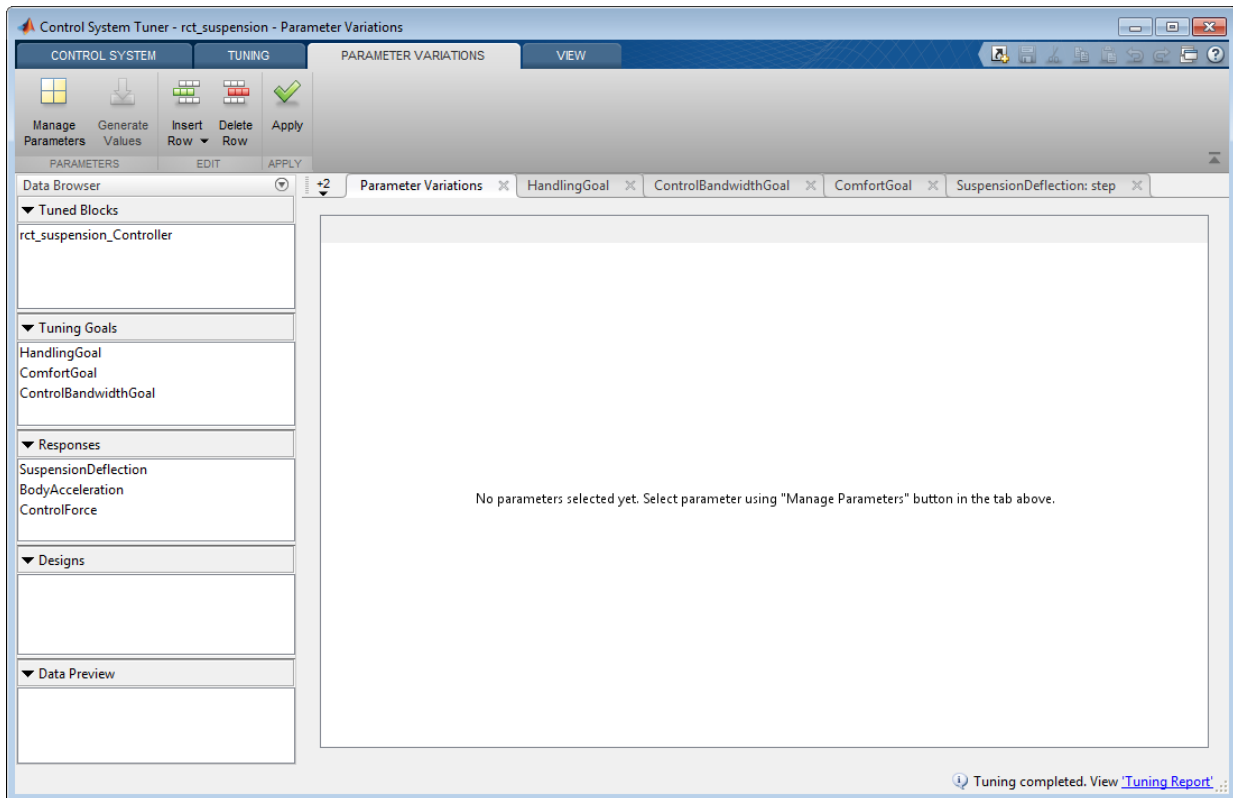 Control System Tuner - rct_suspension - Parameter Variations
CONTROL SYSTEM TUNING PARAMETER VARIATIONS VIEW
Manage Parameters
Generate Values
Insert Row
Delete Row
Apply
PARAMETERS EDIT APPLY
Data Browser
+2 Parameter Variations HandlingGoal ControlBandwidthGoal ComfortGoal SuspensionDeflection: step
Tuned Blocks
rct_suspension_Controller
Tuning Goals
HandlingGoal
ComfortGoal
ControlBandwidthGoal
Responses
SuspensionDeflection
BodyAcceleration
ControlForce
Designs
Data Preview
No parameters selected yet. Select parameter using "Manage Parameters" button in the tab above.
Tuning completed. View 'Tuning Report'